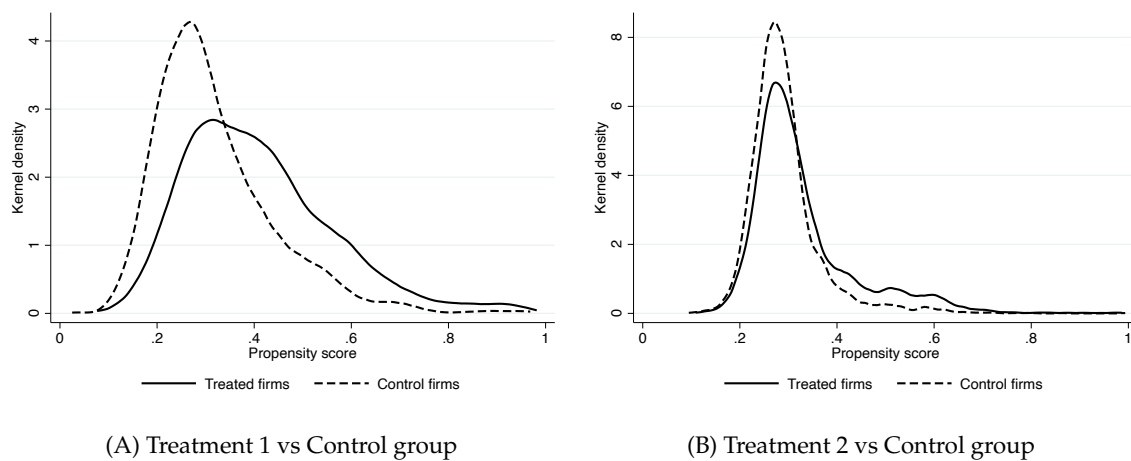 Kernel density
4
3
2
1
0
0 .2 .4 .6 .8 1
Propensity score
Treated firms Control firms
(A) Treatment 1 vs Control group
Kernel density
8
6
4
2
0
0 .2 .4 .6 .8 1
Propensity score
Treated firms Control firms
(B) Treatment 2 vs Control group